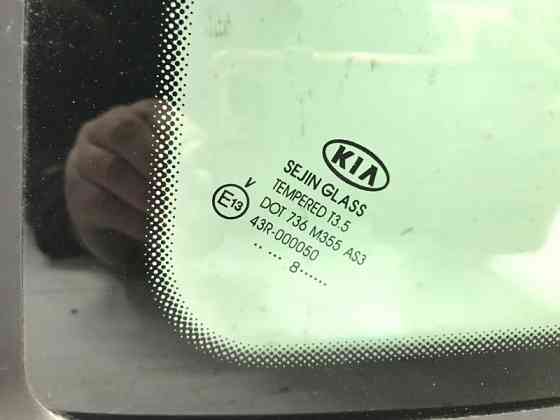 KIA
SEJIN GLASS
TEMPERED T3.5
DOT 736 M355 AS3
V
E13
43R-000050
.. ...
8......